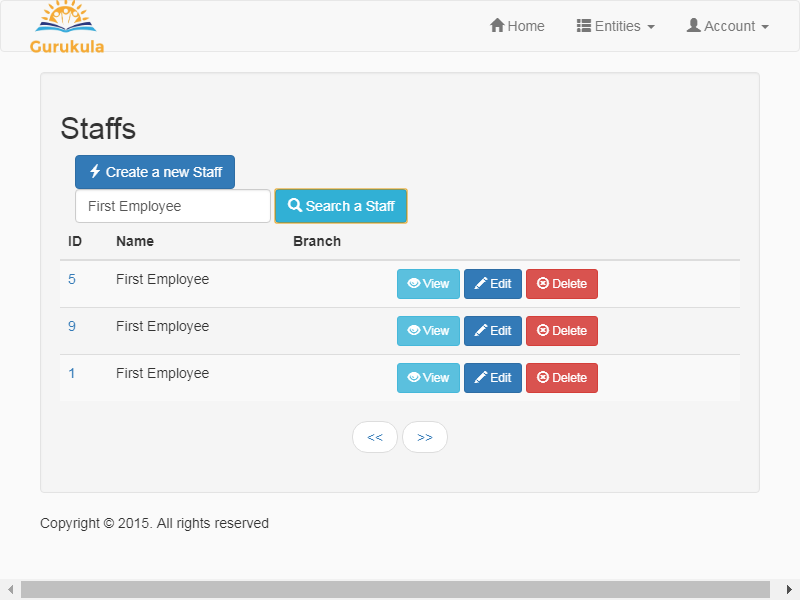 Gurukula
Home Entities Account
Staffs
Create a new Staff
First Employee Search a Staff
ID Name Branch
5 First Employee View Edit Delete
9 First Employee View Edit Delete
1 First Employee View Edit Delete
<< >>
Copyright © 2015. All rights reserved